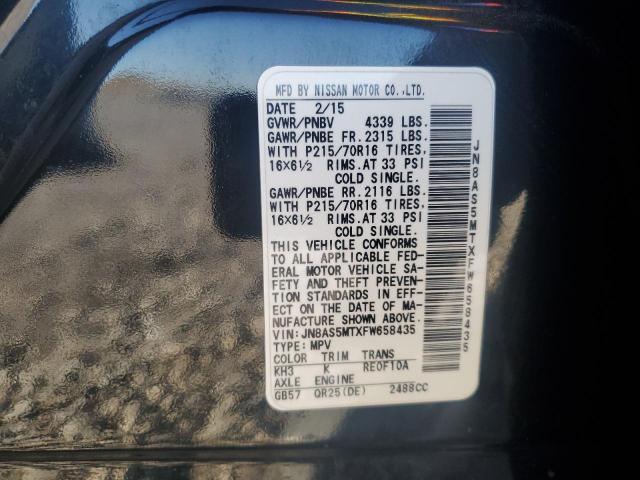 MFD BY NISSAN MOTOR CO.,LTD.
DATE 2/15
GVWR/PNBV 4339 LBS.
GAWR/PNBE FR. 2315 LBS.
WITH P215/70R16 TIRES,
16X6½ RIMS.AT 33 PSI
COLD SINGLE.
GAWR/PNBE RR. 2116 LBS.
WITH P215/70R16 TIRES,
16X6½ RIMS.AT 33 PSI
COLD SINGLE.
THIS VEHICLE CONFORMS
TO ALL APPLICABLE FED-
ERAL MOTOR VEHICLE SA-
FETY AND THEFT PREVEN-
TION STANDARDS IN EFF-
ECT ON THE DATE OF MA-
NUFACTURE SHOWN ABOVE.
VIN:JN8AS5MTXFW658435
TYPE: MPV
COLOR TRIM TRANS
KH3 K RE0F10A
AXLE ENGINE
GB57 QR25(DE) 2488CC
JN8AS5MTXFW658435